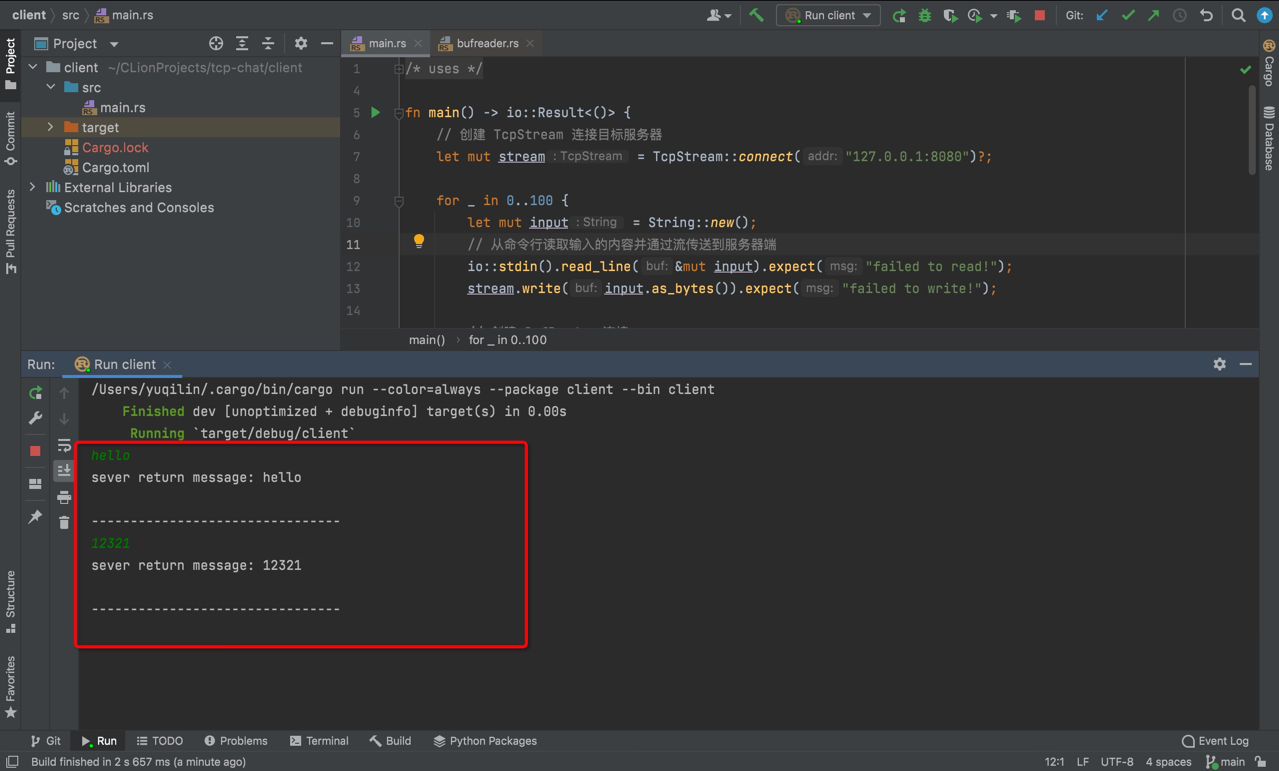 client
src
main.rs
Run client
Git:
Project
main.rs
bufreader.rs
client ~/CLionProjects/tcp-chat/client
src
main.rs
target
Cargo.lock
Cargo.toml
External Libraries
Scratches and Consoles
Project
Commit
Pull Requests
Structure
Favorites
Cargo
Database
1 /* uses */
4
5 fn main() -> io::Result<()> {
6 // 创建 TcpStream 连接目标服务器
7 let mut stream : TcpStream = TcpStream::connect( addr: "127.0.0.1:8080")?;
8
9 for _ in 0..100 {
10 let mut input : String = String::new();
11 // 从命令行读取输入的内容并通过流传送到服务器端
12 io::stdin().read_line( buf: &mut input).expect( msg: "failed to read!");
13 stream.write( buf: input.as_bytes()).expect( msg: "failed to write!");
14
main() › for _ in 0..100
Run: Run client
/Users/yuqilin/.cargo/bin/cargo run --color=always --package client --bin client
Finished dev [unoptimized + debuginfo] target(s) in 0.00s
Running `target/debug/client`
hello
sever return message: hello
--------------------------------
12321
sever return message: 12321
--------------------------------
Git
Run
TODO
Problems
Terminal
Build
Python Packages
Event Log
Build finished in 2 s 657 ms (a minute ago)
12:1
LF
UTF-8
4 spaces
main